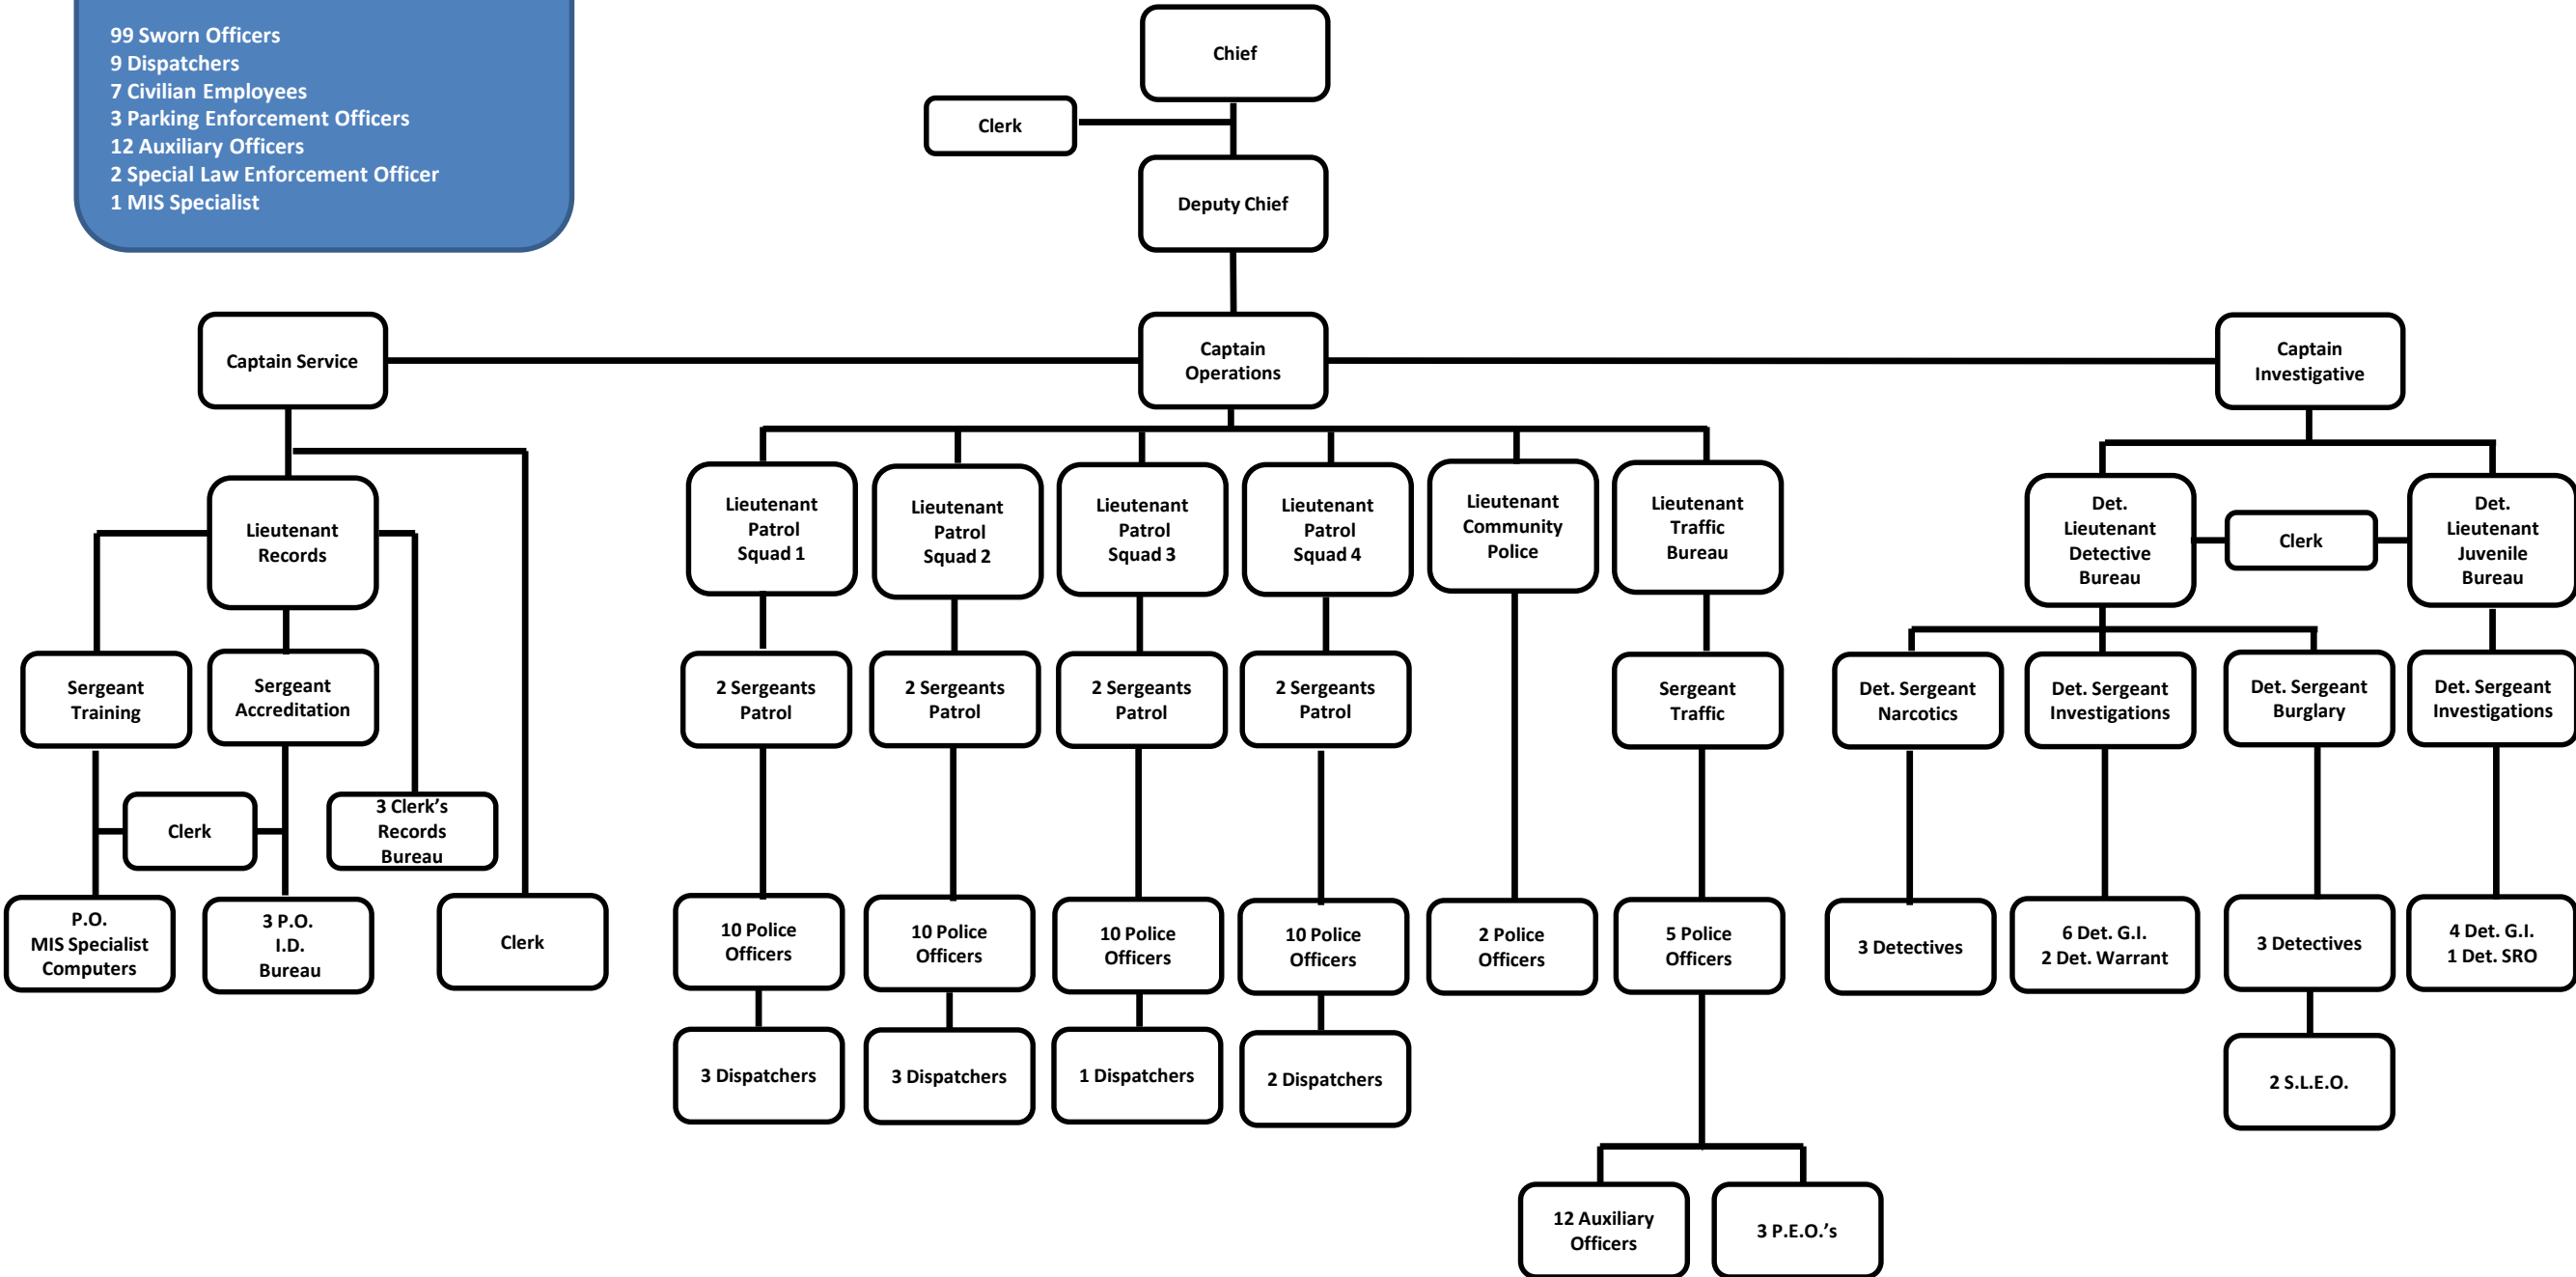 99 Sworn Officers
9 Dispatchers
7 Civilian Employees
3 Parking Enforcement Officers
12 Auxiliary Officers
2 Special Law Enforcement Officer
1 MIS Specialist
Chief
Clerk
Deputy Chief
Captain Service
Captain
Operations
Captain
Investigative
Lieutenant
Records
Lieutenant
Patrol
Squad 1
Lieutenant
Patrol
Squad 2
Lieutenant
Patrol
Squad 3
Lieutenant
Patrol
Squad 4
Lieutenant
Community
Police
Lieutenant
Traffic
Bureau
Det.
Lieutenant
Detective
Bureau
Clerk
Det.
Lieutenant
Juvenile
Bureau
Sergeant
Training
Sergeant
Accreditation
2 Sergeants
Patrol
2 Sergeants
Patrol
2 Sergeants
Patrol
2 Sergeants
Patrol
Sergeant
Traffic
Det. Sergeant
Narcotics
Det. Sergeant
Investigations
Det. Sergeant
Burglary
Det. Sergeant
Investigations
Clerk
3 Clerk’s
Records
Bureau
P.O.
MIS Specialist
Computers
3 P.O.
I.D.
Bureau
Clerk
10 Police
Officers
10 Police
Officers
10 Police
Officers
10 Police
Officers
2 Police
Officers
5 Police
Officers
3 Detectives
6 Det. G.I.
2 Det. Warrant
3 Detectives
4 Det. G.I.
1 Det. SRO
3 Dispatchers
3 Dispatchers
1 Dispatchers
2 Dispatchers
2 S.L.E.O.
12 Auxiliary
Officers
3 P.E.O.’s